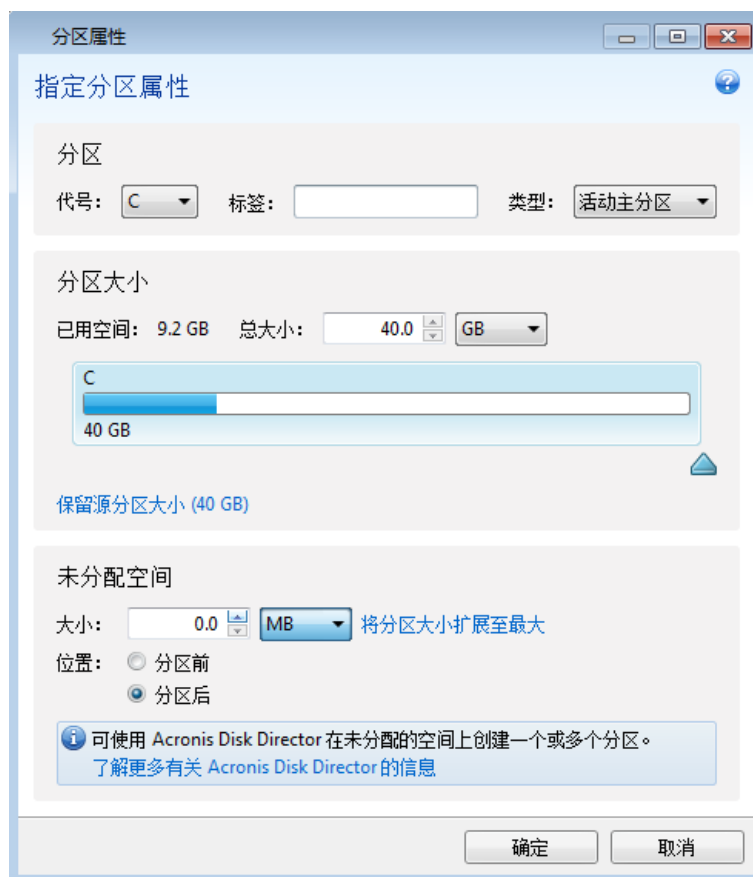 分区属性
指定分区属性
分区
代号： C 标签： 类型： 活动主分区
分区大小
已用空间： 9.2 GB 总大小： 40.0 GB
C
40 GB
保留源分区大小 (40 GB)
未分配空间
大小： 0.0 MB 将分区大小扩展至最大
位置： 分区前
分区后
可使用 Acronis Disk Director 在未分配的空间上创建一个或多个分区。
了解更多有关 Acronis Disk Director 的信息
确定 取消